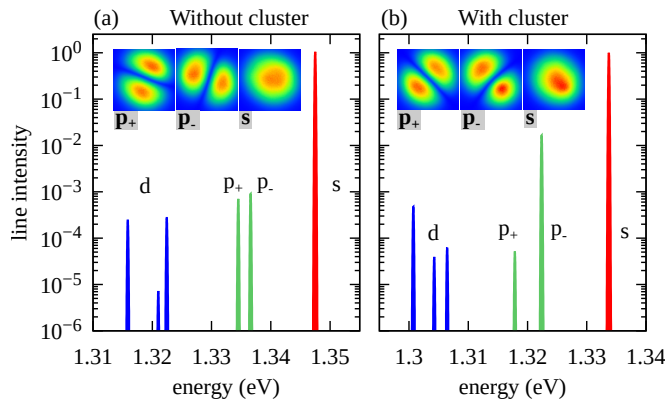 (a) Without cluster
(b) With cluster
line intensity
10⁰
10⁻¹
10⁻²
10⁻³
10⁻⁴
10⁻⁵
10⁻⁶
p₊ p₋ s
d p₊ p₋ s
1.31 1.32 1.33 1.34 1.35
energy (eV)
p₊ p₋ s
d p₊ p₋ s
1.3 1.31 1.32 1.33 1.34
energy (eV)